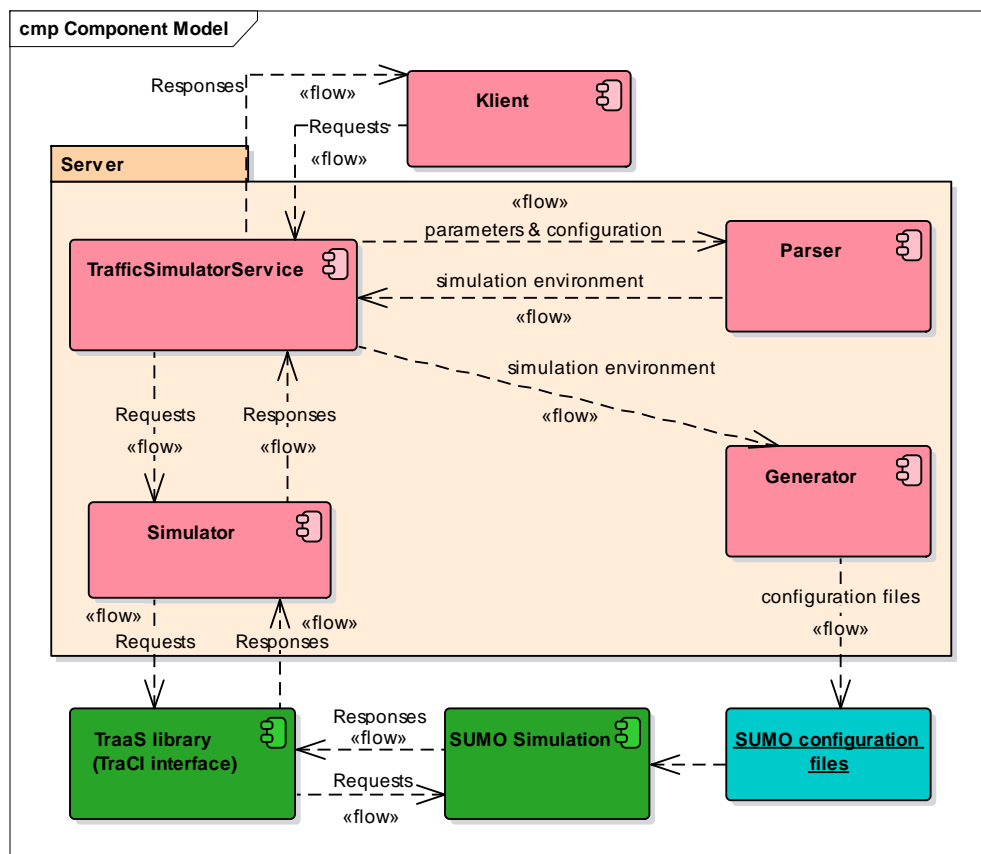 cmp Component Model
Responses
«flow»
Klient
Requests
«flow»
Server
«flow»
parameters & configuration
TrafficSimulatorService
Parser
simulation environment
«flow»
simulation environment
«flow»
Requests
«flow»
Responses
«flow»
Generator
Simulator
configuration files
«flow»
«flow»
Requests
«flow»
Responses
TraaS library
(TraCI interface)
Responses
«flow»
SUMO Simulation
SUMO configuration
files
Requests
«flow»